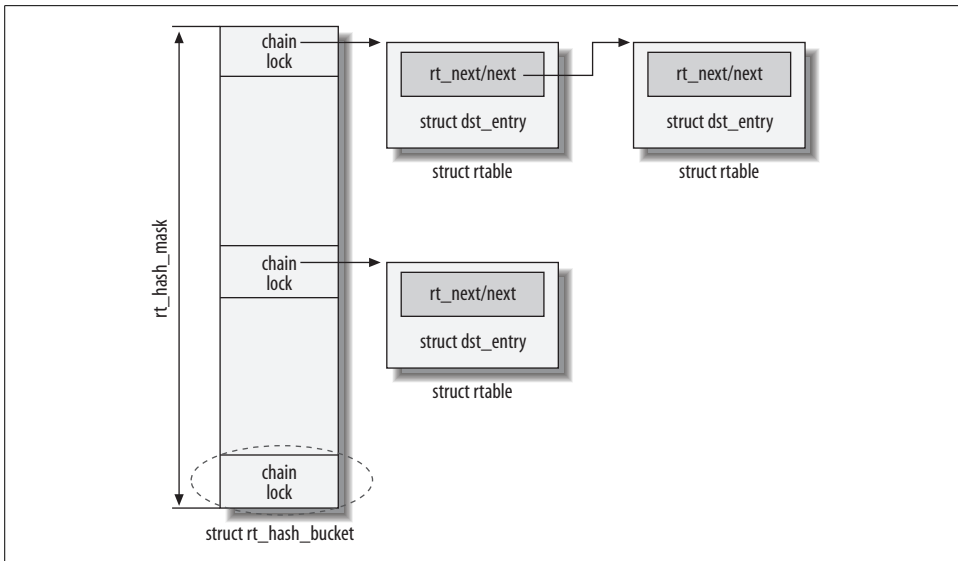 chain
lock
rt_next/next
struct dst_entry
struct rtable
rt_next/next
struct dst_entry
struct rtable
rt_hash_mask
chain
lock
rt_next/next
struct dst_entry
struct rtable
chain
lock
struct rt_hash_bucket